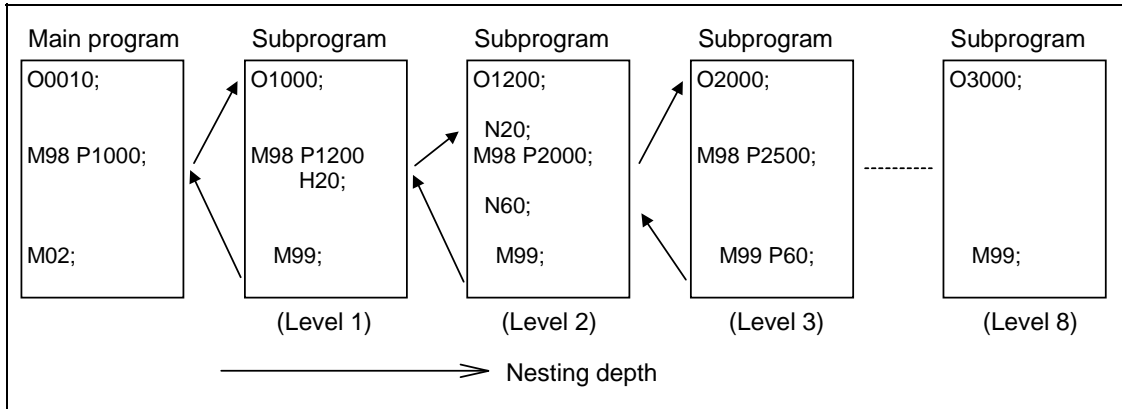 Main program
Subprogram
Subprogram
Subprogram
Subprogram
O0010;
M98 P1000;
M02;
O1000;
M98 P1200
H20;
M99;
O1200;
N20;
M98 P2000;
N60;
M99;
O2000;
M98 P2500;
M99 P60;
O3000;
M99;
(Level 1)
(Level 2)
(Level 3)
(Level 8)
Nesting depth